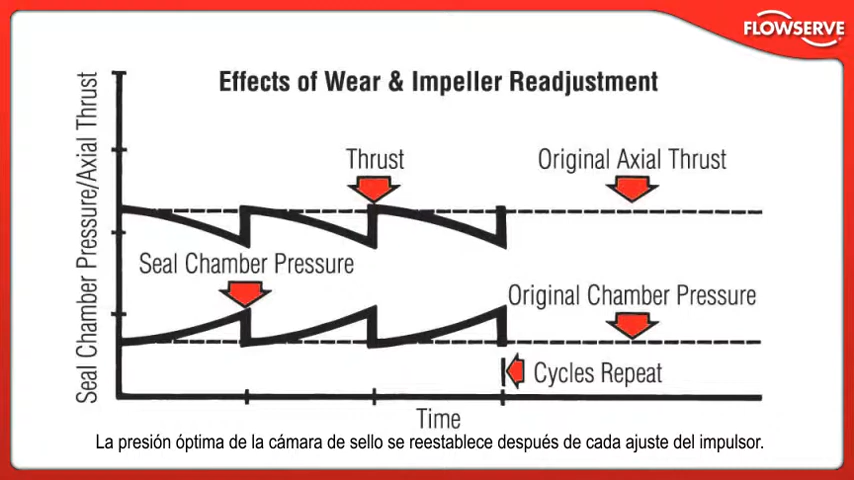 FLOWSERVE
Effects of Wear & Impeller Readjustment
Seal Chamber Pressure/Axial Thrust
Thrust
Original Axial Thrust
Seal Chamber Pressure
Original Chamber Pressure
Cycles Repeat
Time
La presión óptima de la cámara de sello se reestablece después de cada ajuste del impulsor.